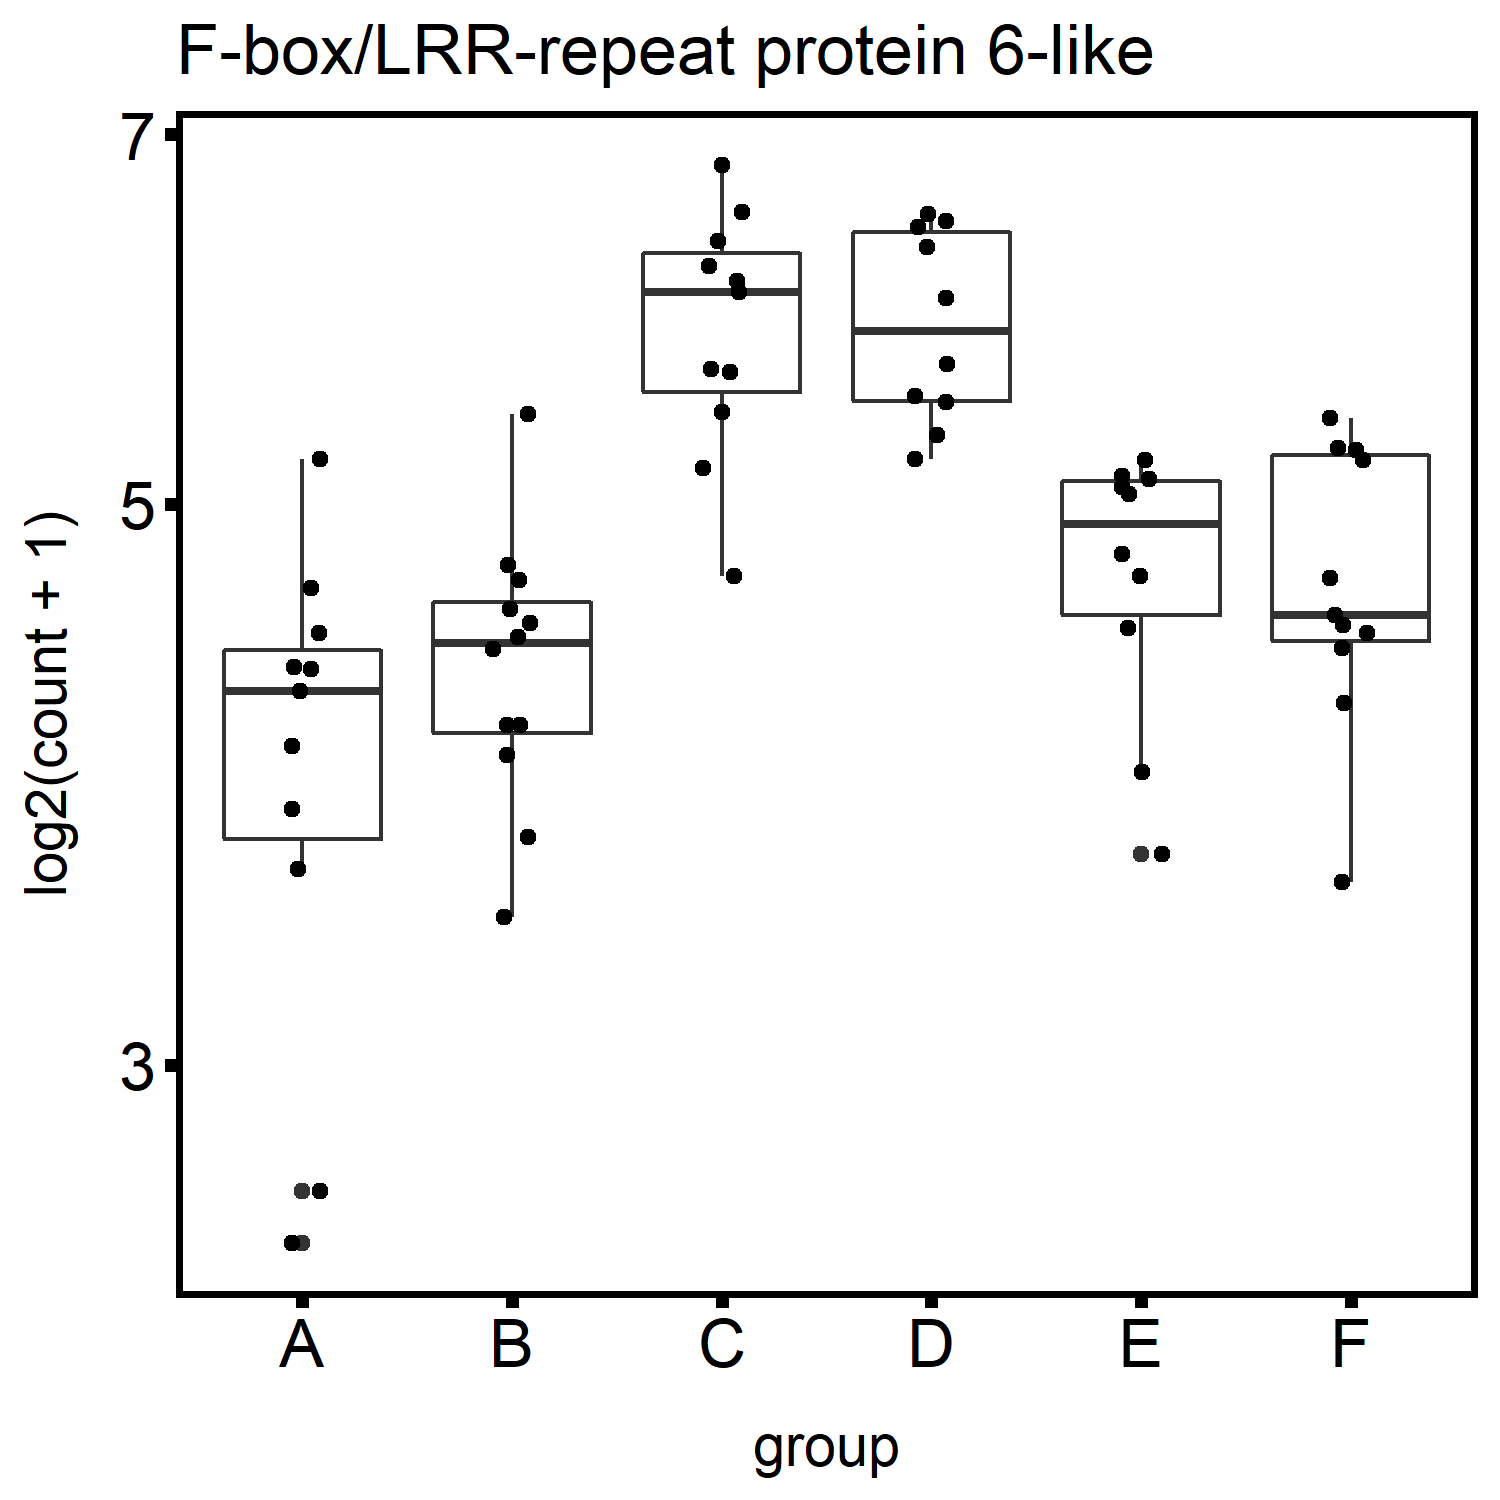 F-box/LRR-repeat protein 6-like
7
5
3
log2(count + 1)
A B C D E F
group